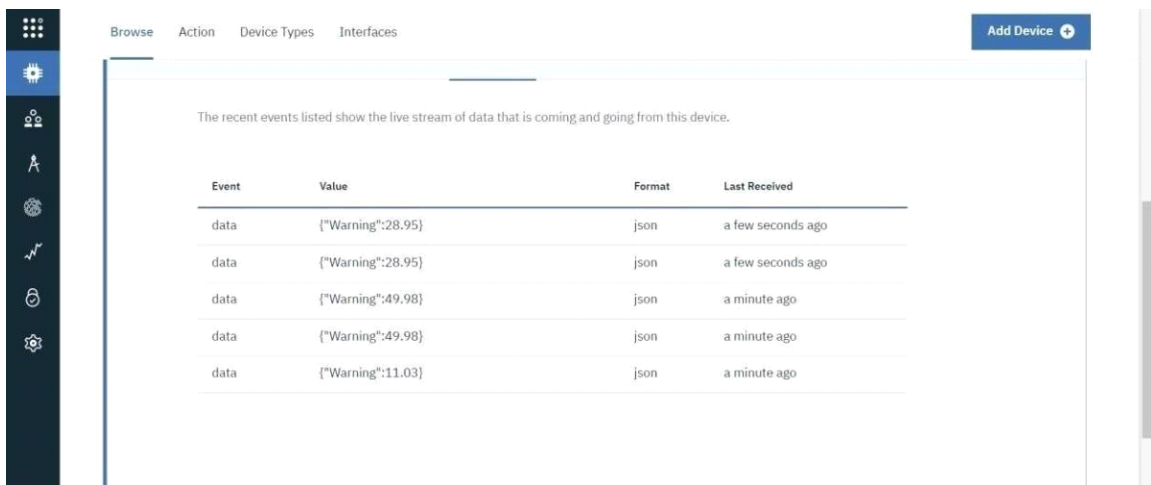 Browse Action Device Types Interfaces Add Device
The recent events listed show the live stream of data that is coming and going from this device.
Event Value Format Last Received
data {"Warning":28.95} json a few seconds ago
data {"Warning":28.95} json a few seconds ago
data {"Warning":49.98} json a minute ago
data {"Warning":49.98} json a minute ago
data {"Warning":11.03} json a minute ago